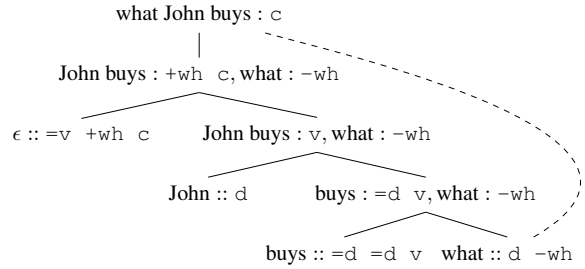 what John buys : c
John buys : +wh c, what : -wh
ϵ :: =v +wh c John buys : v, what : -wh
John :: d buys : =d v, what : -wh
buys :: =d =d v what :: d -wh